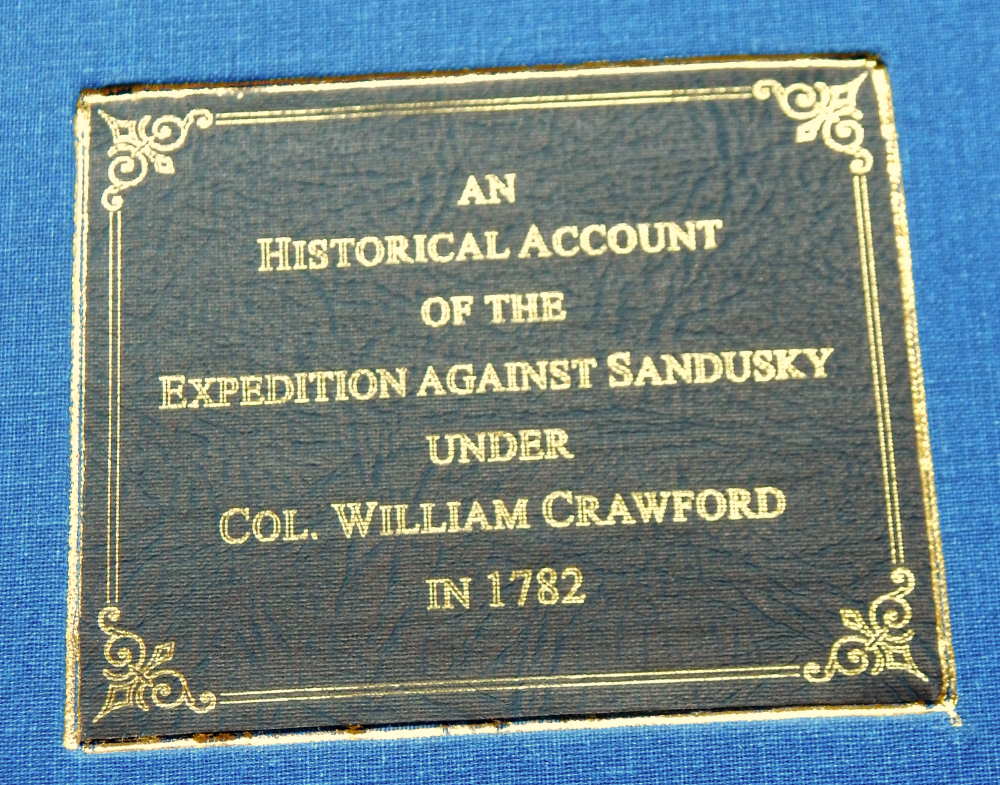 AN
HISTORICAL ACCOUNT
OF THE
EXPEDITION AGAINST SANDUSKY
UNDER
COL. WILLIAM CRAWFORD
IN 1782